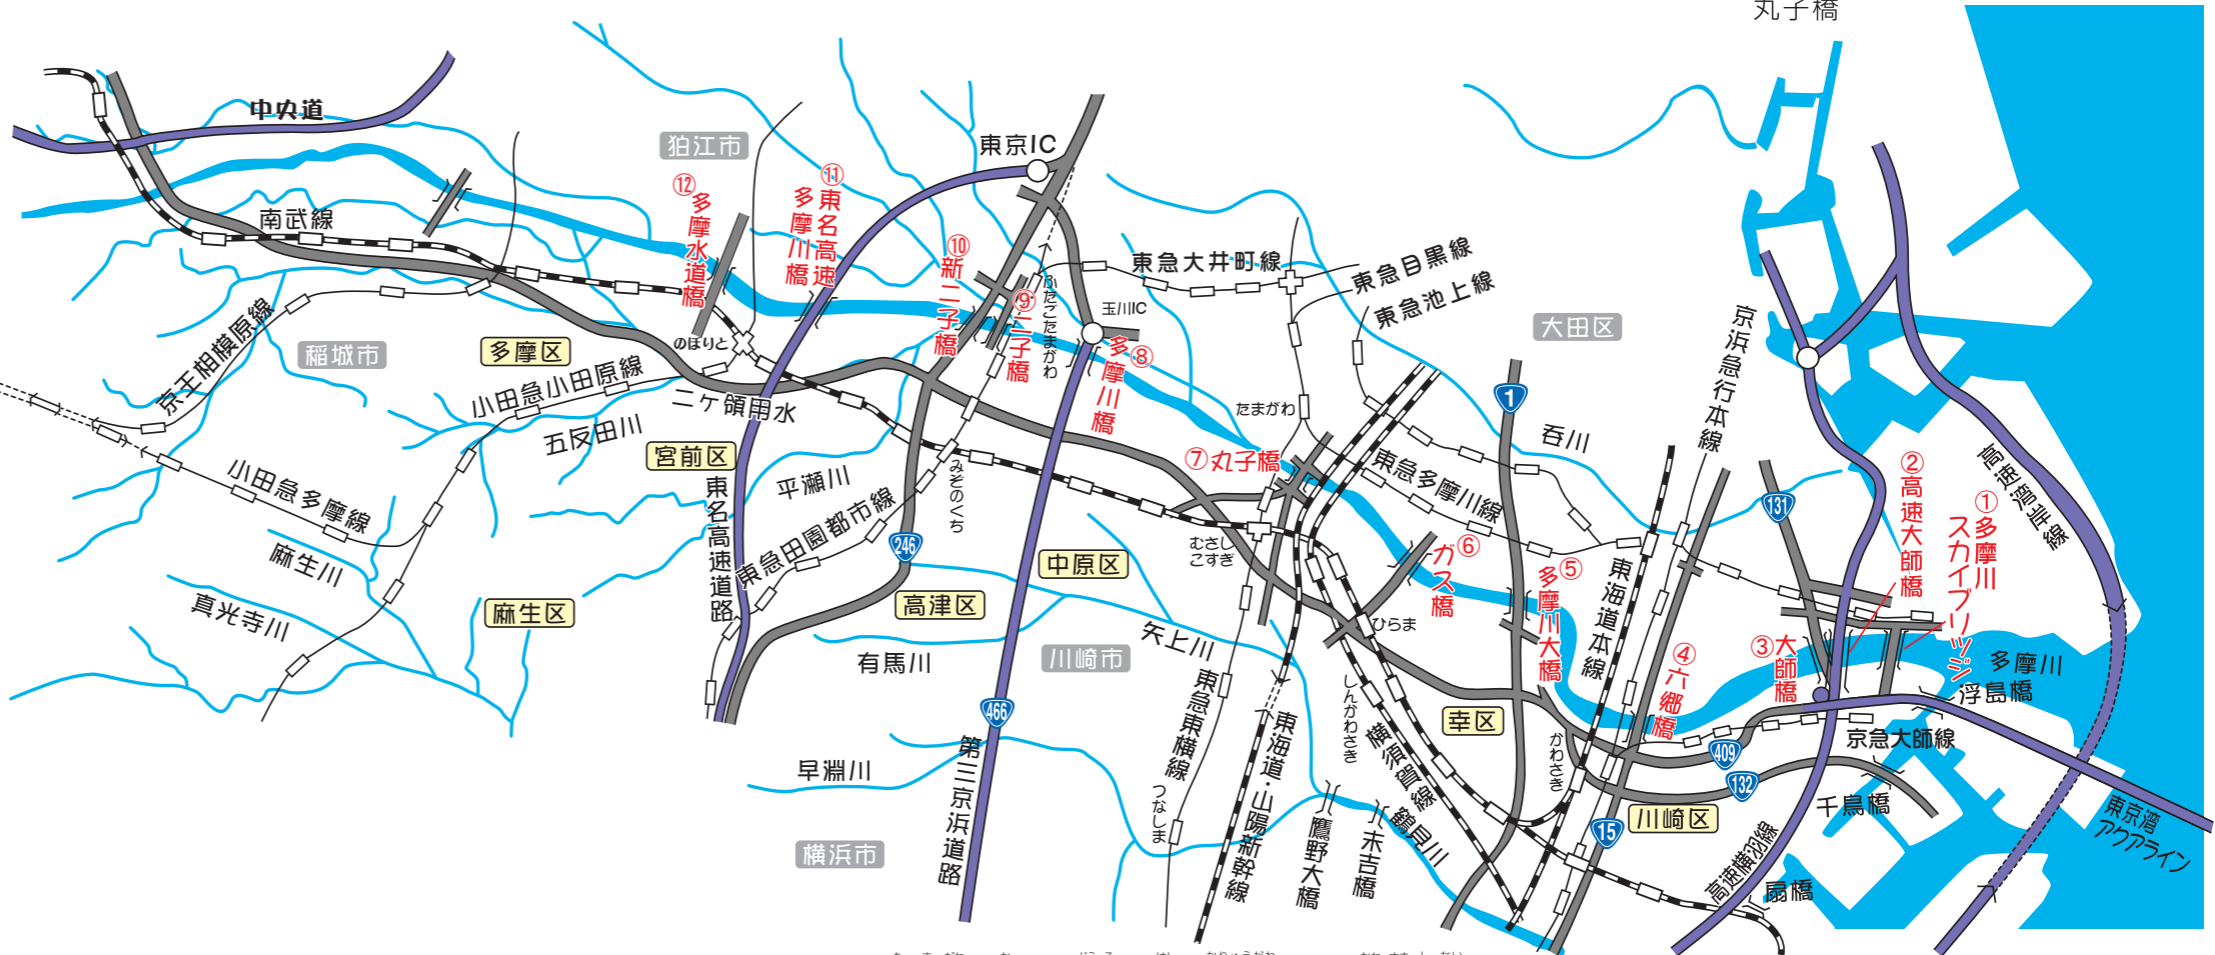 丸子橋
中央道
狛江市
東京IC
⑫多摩水道橋
⑪東名高速
多摩川橋
南武線
⑩新二子橋
⑨二子橋
ふたこたまがわ
東急大井町線
東急目黒線
東急池上線
玉川IC
大田区
京浜急行本線
京王相模原線
稲城市
多摩区
のぼりと
小田急小田原線
二ケ領用水
五反田川
⑧多摩川橋
たまがわ
1
呑川
宮前区
平瀬川
⑦丸子橋
東急多摩川線
131
②高速大師橋
①多摩川
スカイブリッジ
高速湾岸線
小田急多摩線
東名高速道路
東急田園都市線
みぞのくち
246
麻生川
真光寺川
麻生区
高津区
中原区
むさし
こすぎ
⑥ガス橋
⑤多摩川大橋
東海道本線
ひらま
矢上川
有馬川
川崎市
③大師橋
④六郷橋
多摩川
浮島橋
466
第三京浜道路
東急東横線
東海道・山陽新幹線
しんかわさき
横須賀線
幸区
かわさき
京急大師線
409
132
早淵川
つなしま
横浜市
鷹野大橋
末吉橋
鶴見川
15
川崎区
千鳥橋
東京湾
アクアライン
高速横羽線
扇橋